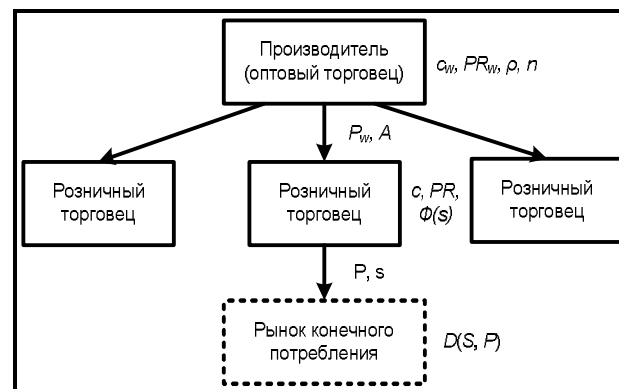 Производитель
(оптовый торговец)
c_w, PR_w, ρ, n
P_w, A
Розничный
торговец
Розничный
торговец
c, PR,
Φ(s)
Розничный
торговец
P, s
Рынок конечного
потребления
D(S, P)